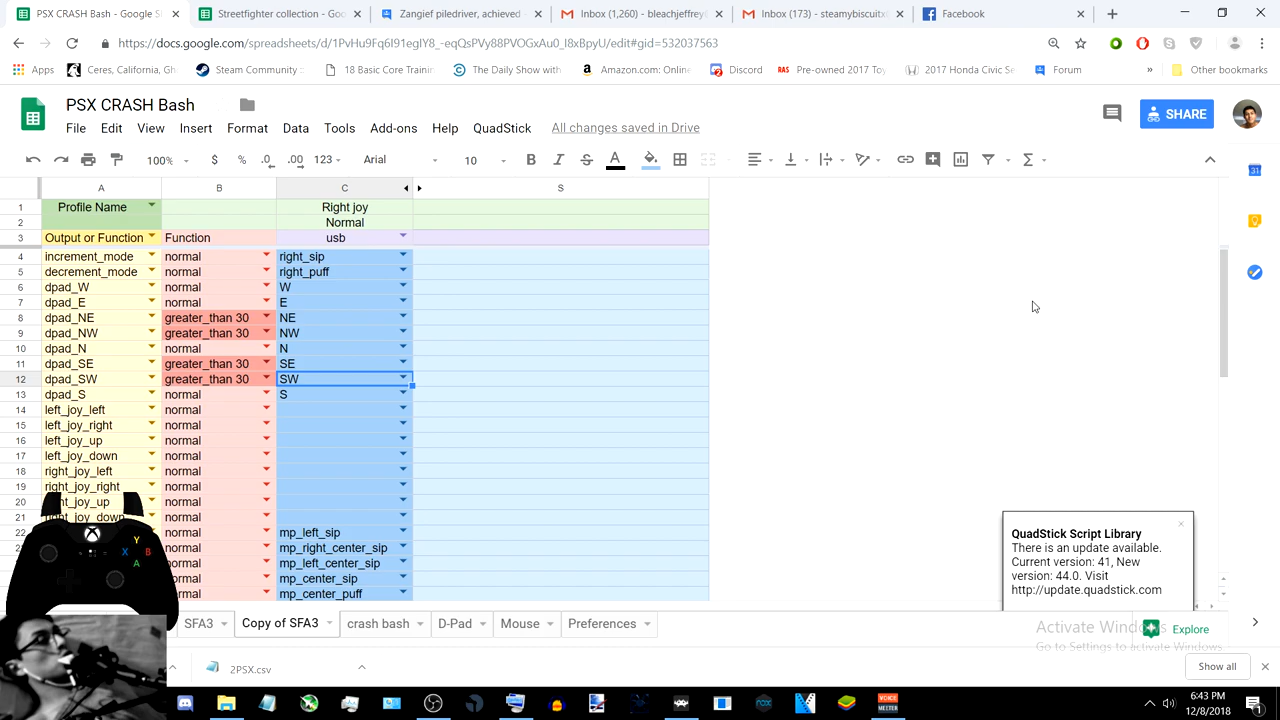 PSX CRASH Bash - Google S
Streetfighter collection - Go
Zangief pilediver, achieved
Inbox (1,260) - bleachjeffrey
Inbox (173) - steamybiscuit
Facebook
https://docs.google.com/spreadsheets/d/1PvHu9Fq6I91egIY8_-eqQsPVy88PVOGxAu0_I8xBpyU/edit#gid=532037563
Apps
Ceres, California, Gh
Steam Community ::
18 Basic Core Trainin
The Daily Show with
Amazon.com: Onlin
Discord
RAS Pre-owned 2017 Toy
2017 Honda Civic Se
Forum
»
Other bookmarks
PSX CRASH Bash
File Edit View Insert Format Data Tools Add-ons Help QuadStick All changes saved in Drive
SHARE
100% $ % .0 .00 123 Arial 10 B I S A
31
A B C S
1 Profile Name Right joy
2 Normal
3 Output or Function Function usb
4 increment_mode normal right_sip
5 decrement_mode normal right_puff
6 dpad_W normal W
7 dpad_E normal E
8 dpad_NE greater_than 30 NE
9 dpad_NW greater_than 30 NW
10 dpad_N normal N
11 dpad_SE greater_than 30 SE
12 dpad_SW greater_than 30 SW
13 dpad_S normal S
14 left_joy_left normal
15 left_joy_right normal
16 left_joy_up normal
17 left_joy_down normal
18 right_joy_left normal
19 right_joy_right normal
20 right_joy_up normal
21 right_joy_down normal
22 normal mp_left_sip
normal mp_right_center_sip
normal mp_left_center_sip
normal mp_center_sip
normal mp_center_puff
Y
X B
A
QuadStick Script Library
There is an update available.
Current version: 41, New
version: 44.0. Visit
http://update.quadstick.com
SFA3 Copy of SFA3 crash bash D-Pad Mouse Preferences
Explore
Activate Windows
Go to Settings to activate Windows.
2PSX.csv
Show all
VOICE
MEETER
6:43 PM
12/8/2018
1